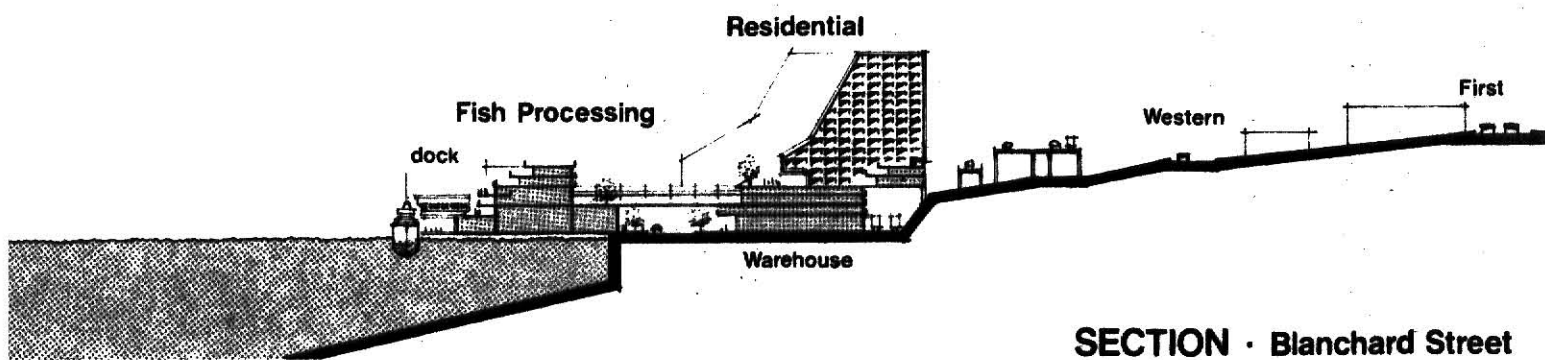 Residential
Fish Processing
dock
First
Western
Warehouse
SECTION · Blanchard Street